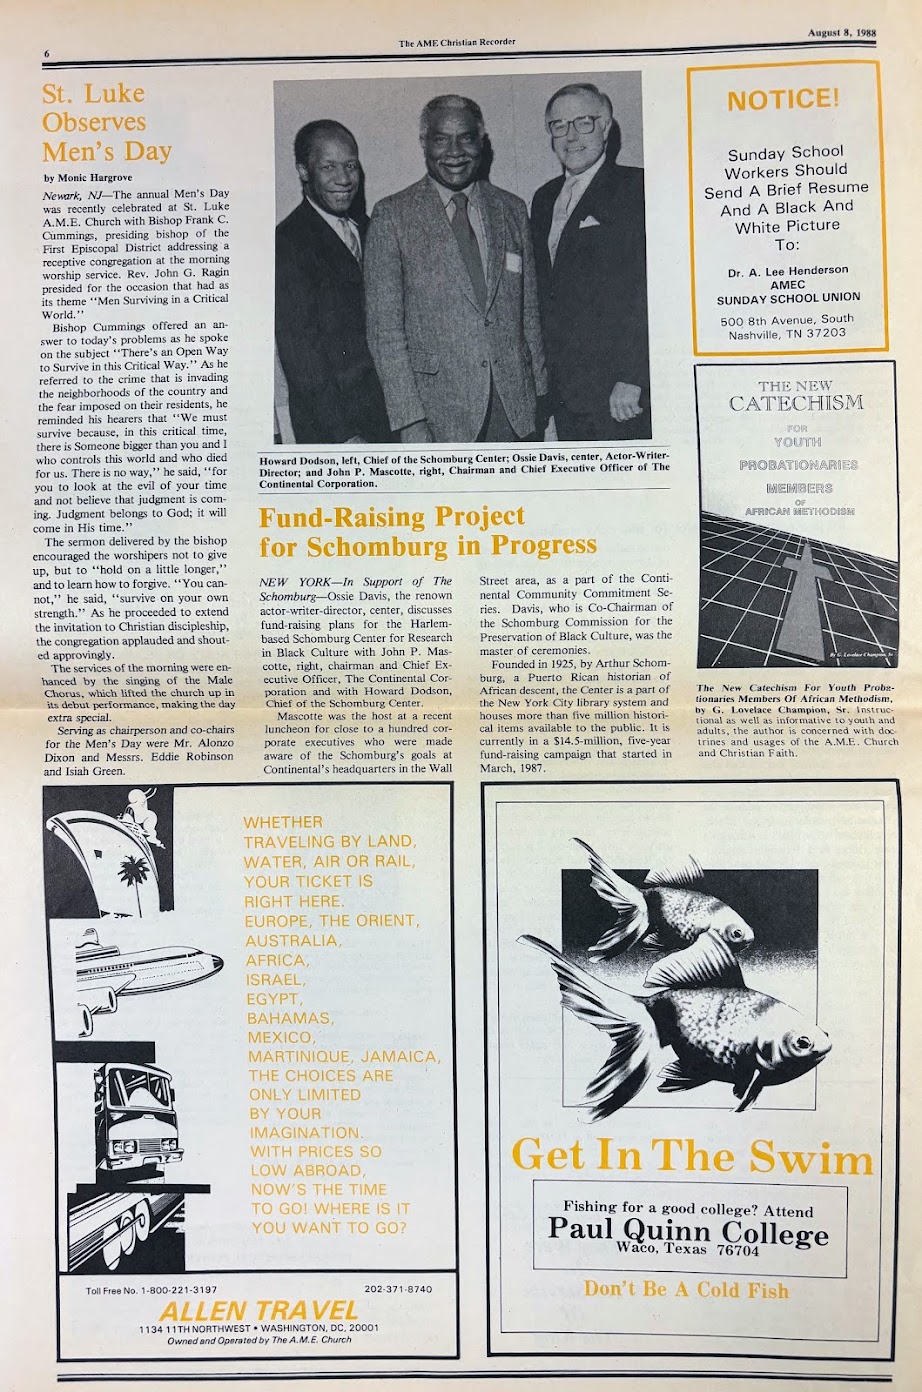 6
The AME Christian Recorder
August 8, 1988
St. Luke
Observes
Men's Day
by Monic Hargrove
Newark, NJ—The annual Men's Day
was recently celebrated at St. Luke
A.M.E. Church with Bishop Frank C.
Cummings, presiding bishop of the
First Episcopal District addressing a
receptive congregation at the morning
worship service. Rev. John G. Ragin
presided for the occasion that had as
its theme "Men Surviving in a Critical
World."
Bishop Cummings offered an an-
swer to today's problems as he spoke
on the subject "There's an Open Way
to Survive in this Critical Way." As he
referred to the crime that is invading
the neighborhoods of the country and
the fear imposed on their residents, he
reminded his hearers that "We must
survive because, in this critical time,
there is Someone bigger than you and I
who controls this world and who died
for us. There is no way," he said, "for
you to look at the evil of your time
and not believe that judgment is com-
ing. Judgment belongs to God; it will
come in His time."
The sermon delivered by the bishop
encouraged the worshipers not to give
up, but to "hold on a little longer,"
and to learn how to forgive. "You can-
not," he said, "survive on your own
strength." As he proceeded to extend
the invitation to Christian discipleship,
the congregation applauded and shout-
ed approvingly.
The services of the morning were en-
hanced by the singing of the Male
Chorus, which lifted the church up in
its debut performance, making the day
extra special.
Serving as chairperson and co-chairs
for the Men's Day were Mr. Alonzo
Dixon and Messrs. Eddie Robinson
and Isiah Green.
Howard Dodson, left, Chief of the Schomburg Center; Ossie Davis, center, Actor-Writer-
Director; and John P. Mascotte, right, Chairman and Chief Executive Officer of The
Continental Corporation.
Fund-Raising Project
for Schomburg in Progress
NEW YORK—In Support of The
Schomburg—Ossie Davis, the renown
actor-writer-director, center, discusses
fund-raising plans for the Harlem-
based Schomburg Center for Research
in Black Culture with John P. Mas-
cotte, right, chairman and Chief Ex-
ecutive Officer, The Continental Cor-
poration and with Howard Dodson,
Chief of the Schomburg Center.
Mascotte was the host at a recent
luncheon for close to a hundred cor-
porate executives who were made
aware of the Schomburg's goals at
Continental's headquarters in the Wall
Street area, as a part of the Conti-
nental Community Commitment Se-
ries. Davis, who is Co-Chairman of
the Schomburg Commission for the
Preservation of Black Culture, was the
master of ceremonies.
Founded in 1925, by Arthur Schom-
burg, a Puerto Rican historian of
African descent, the Center is a part of
the New York City library system and
houses more than five million histori-
cal items available to the public. It is
currently in a $14.5-million, five-year
fund-raising campaign that started in
March, 1987.
NOTICE!
Sunday School
Workers Should
Send A Brief Resume
And A Black And
White Picture
To:
Dr. A. Lee Henderson
AMEC
SUNDAY SCHOOL UNION
500 8th Avenue, South
Nashville, TN 37203
THE NEW
CATECHISM
FOR
YOUTH
PROBATIONARIES
MEMBERS
OF
AFRICAN METHODISM
By G. Lovelace Champion, Sr.
The New Catechism For Youth Proba-
tionaries Members Of African Methodism,
by G. Lovelace Champion, Sr. Instruc-
tional as well as informative to youth and
adults, the author is concerned with doc-
trines and usages of the A.M.E. Church
and Christian Faith.
WHETHER
TRAVELING BY LAND,
WATER, AIR OR RAIL,
YOUR TICKET IS
RIGHT HERE.
EUROPE, THE ORIENT,
AUSTRALIA,
AFRICA,
ISRAEL,
EGYPT,
BAHAMAS,
MEXICO,
MARTINIQUE, JAMAICA,
THE CHOICES ARE
ONLY LIMITED
BY YOUR
IMAGINATION.
WITH PRICES SO
LOW ABROAD,
NOW'S THE TIME
TO GO! WHERE IS IT
YOU WANT TO GO?
Toll Free No. 1-800-221-3197
202-371-8740
ALLEN TRAVEL
1134 11TH NORTHWEST • WASHINGTON, DC, 20001
Owned and Operated by The A.M.E. Church
Get In The Swim
Fishing for a good college? Attend
Paul Quinn College
Waco, Texas 76704
Don't Be A Cold Fish